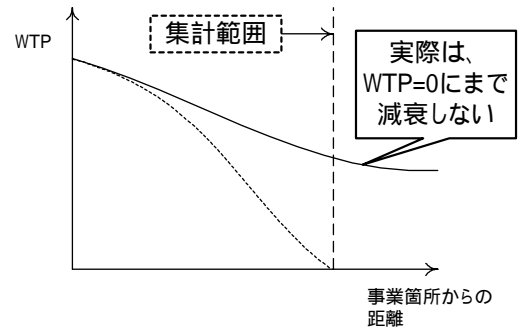 WTP
集計範囲
実際は、
WTP=0にまで
減衰しない
事業箇所からの
距離